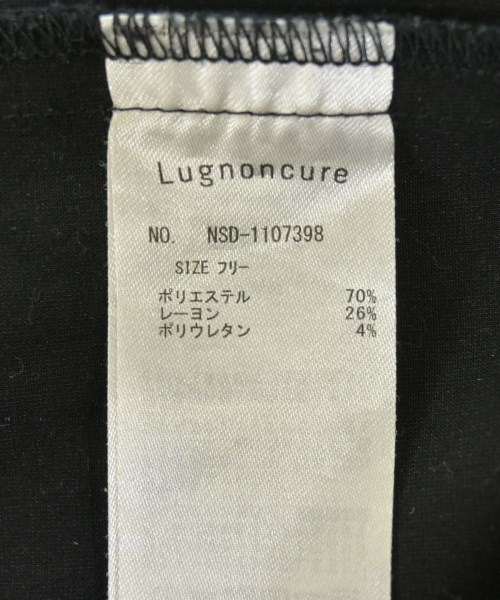 Lugnoncure
NO. NSD-1107398
SIZE フリー
ポリエステル 70%
レーヨン 26%
ポリウレタン 4%